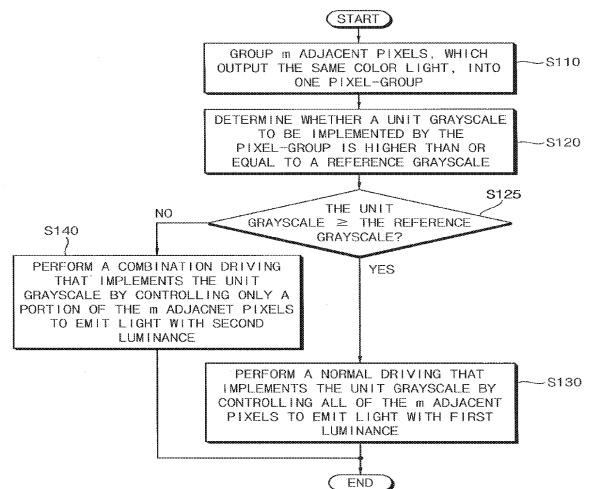 START
GROUP m ADJACENT PIXELS, WHICH
OUTPUT THE SAME COLOR LIGHT, INTO
ONE PIXEL-GROUP
S110
DETERMINE WHETHER A UNIT GRAYSCALE
TO BE IMPLEMENTED BY THE
PIXEL-GROUP IS HIGHER THAN OR
EQUAL TO A REFERENCE GRAYSCALE
S120
THE UNIT
GRAYSCALE ≥ THE REFERENCE
GRAYSCALE?
S125
NO
YES
S140
PERFORM A COMBINATION DRIVING
THAT IMPLEMENTS THE UNIT
GRAYSCALE BY CONTROLLING ONLY A
PORTION OF THE m ADJACNET PIXELS
TO EMIT LIGHT WITH SECOND
LUMINANCE
PERFORM A NORMAL DRIVING THAT
IMPLEMENTS THE UNIT GRAYSCALE BY
CONTROLLING ALL OF THE m ADJACENT
PIXELS TO EMIT LIGHT WITH FIRST
LUMINANCE
S130
END